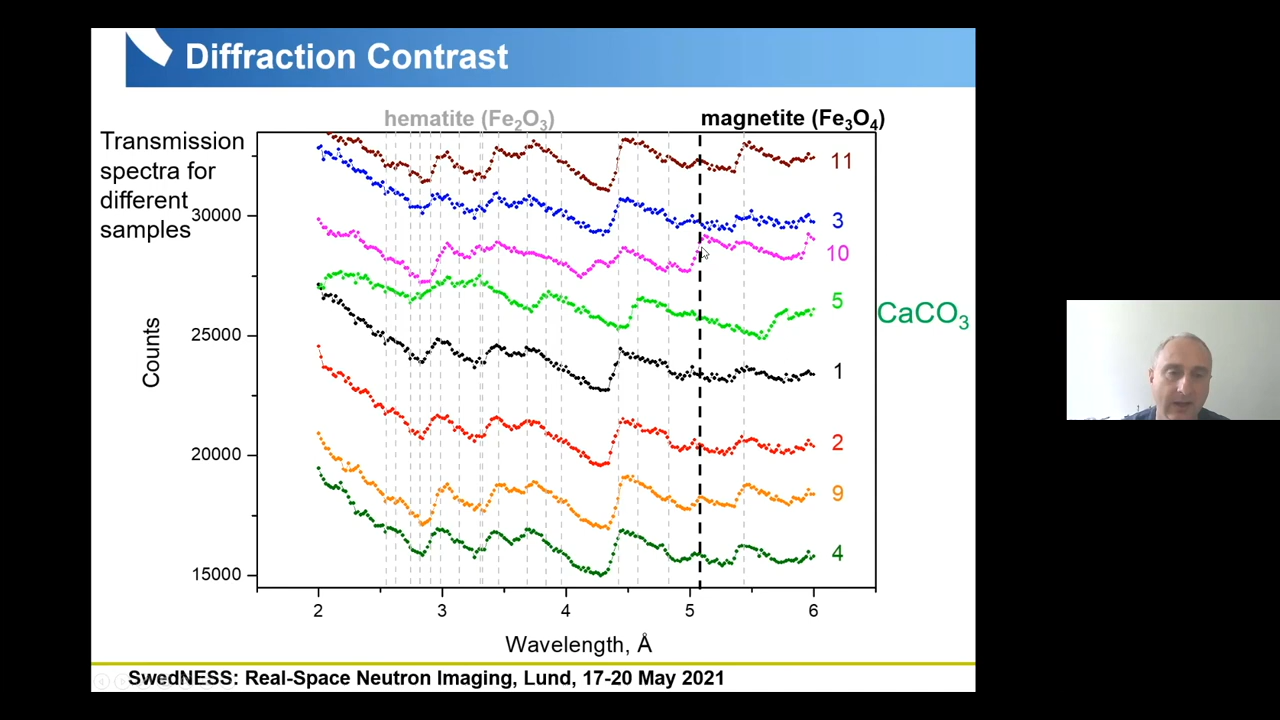 Diffraction Contrast
hematite (Fe₂O₃)
magnetite (Fe₃O₄)
Transmission
spectra for
different
samples
30000
25000
20000
15000
Counts
11
3
10
5
CaCO₃
1
2
9
4
2
3
4
5
6
Wavelength, Å
SwedNESS: Real-Space Neutron Imaging, Lund, 17-20 May 2021